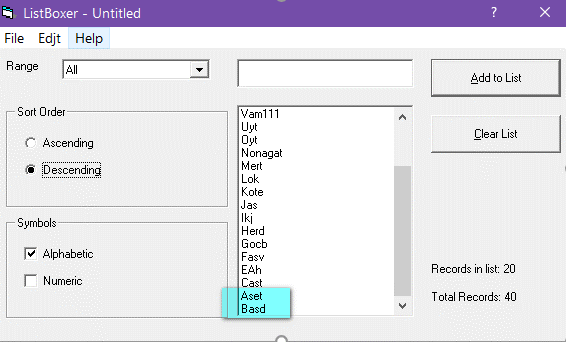 ListBoxer - Untitled
File Edjt Help
Range All
Add to List
Sort Order
Ascending
Descending
Clear List
Symbols
Alphabetic
Numeric
Vam111
Uyt
Oyt
Nonagat
Mert
Lok
Kote
Jas
Ikj
Herd
Gocb
Fasv
EAh
Cast
Aset
Basd
Records in list: 20
Total Records: 40